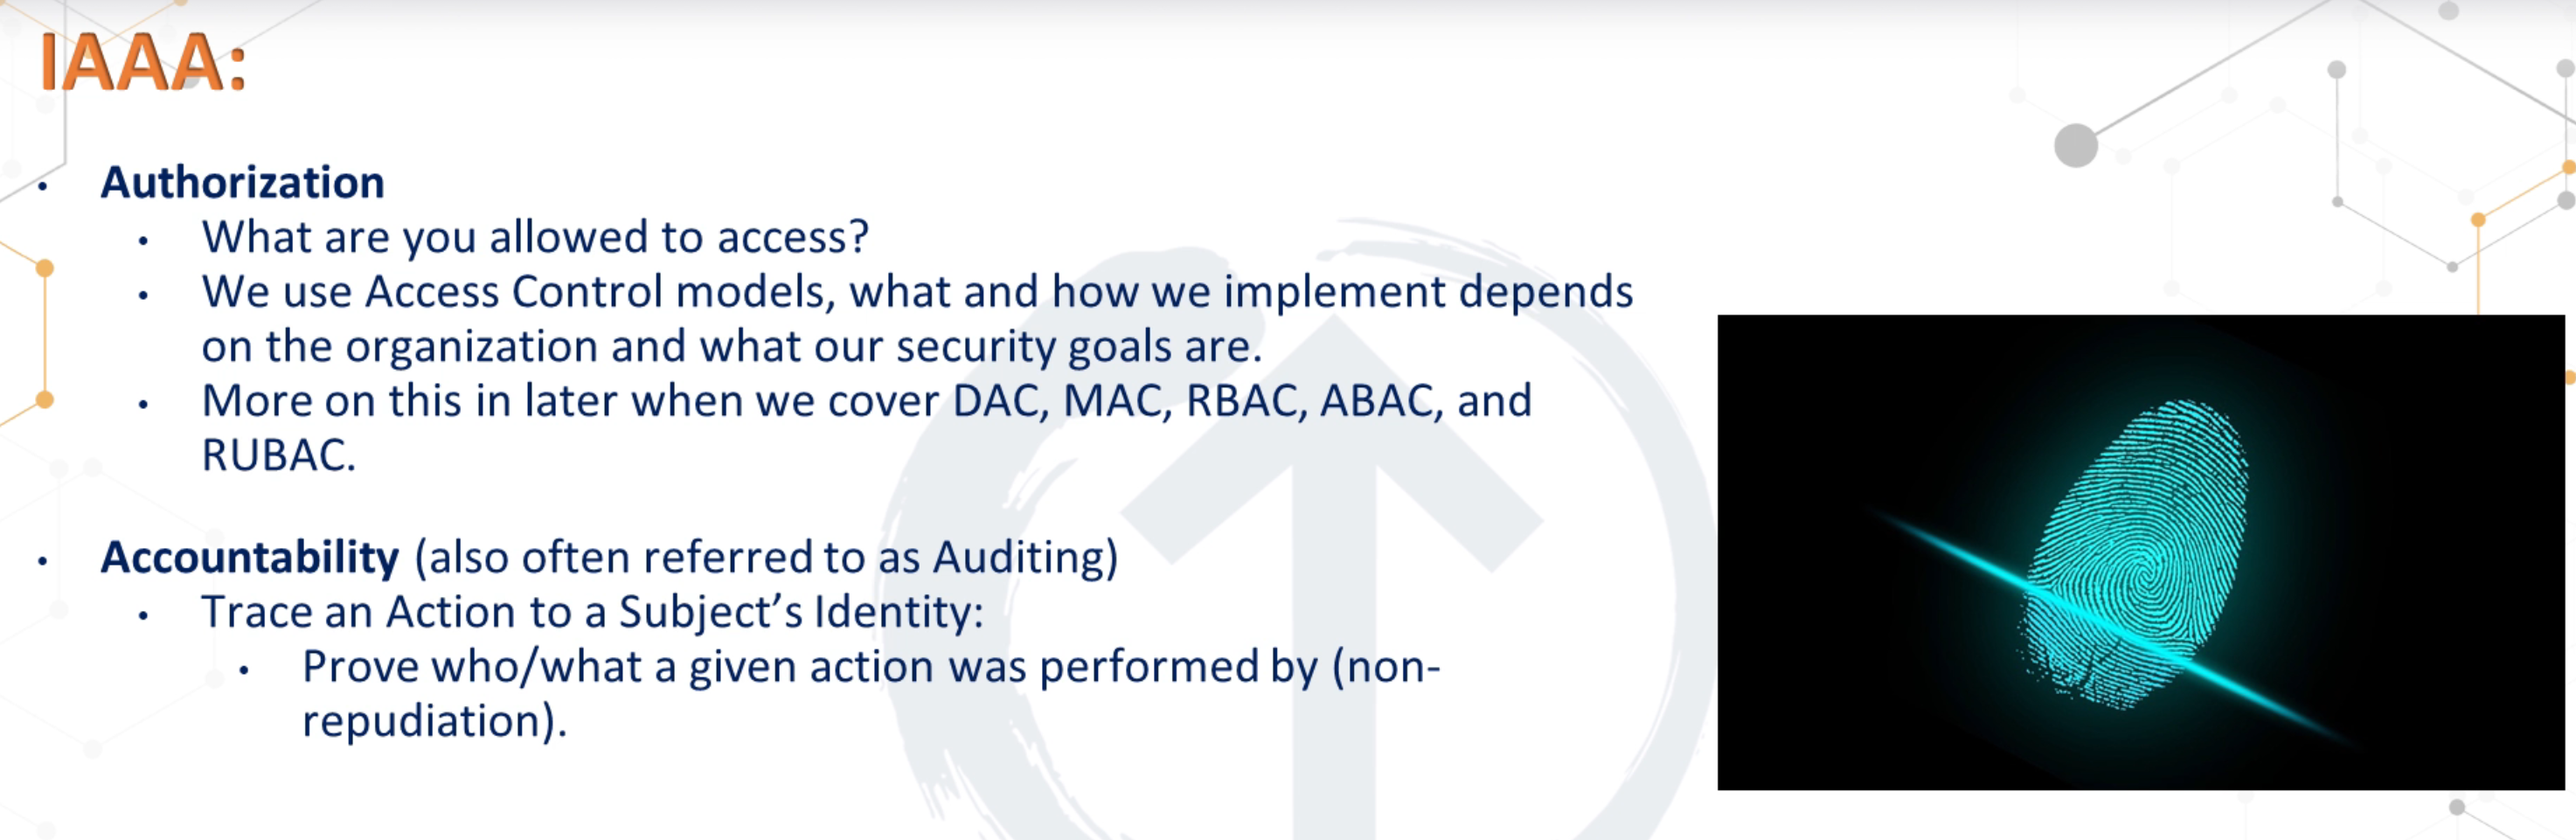 IAAA:
• Authorization
• What are you allowed to access?
• We use Access Control models, what and how we implement depends
on the organization and what our security goals are.
• More on this in later when we cover DAC, MAC, RBAC, ABAC, and
RUBAC.
• Accountability (also often referred to as Auditing)
• Trace an Action to a Subject’s Identity:
• Prove who/what a given action was performed by (non-
repudiation).